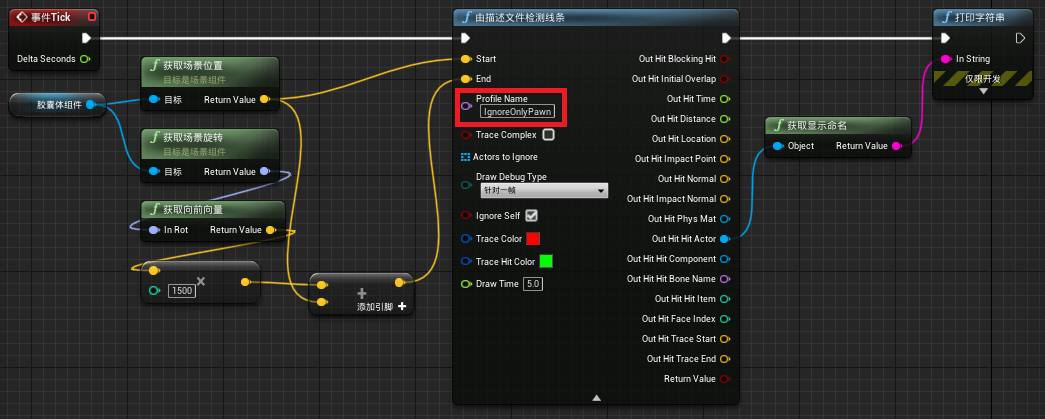 事件Tick
Delta Seconds
胶囊体组件
获取场景位置
目标是场景组件
目标
Return Value
获取场景旋转
目标是场景组件
目标
Return Value
获取向前向量
In Rot
Return Value
1500
×
+
添加引脚 +
由描述文件检测线条
Start
End
Profile Name
IgnoreOnlyPawn
Trace Complex
Actors to Ignore
Draw Debug Type
针对一帧
Ignore Self
Trace Color
Trace Hit Color
Draw Time 5.0
Out Hit Blocking Hit
Out Hit Initial Overlap
Out Hit Time
Out Hit Distance
Out Hit Location
Out Hit Impact Point
Out Hit Normal
Out Hit Impact Normal
Out Hit Phys Mat
Out Hit Hit Actor
Out Hit Hit Component
Out Hit Hit Bone Name
Out Hit Hit Item
Out Hit Face Index
Out Hit Trace Start
Out Hit Trace End
Return Value
获取显示命名
Object
Return Value
打印字符串
In String
仅限开发